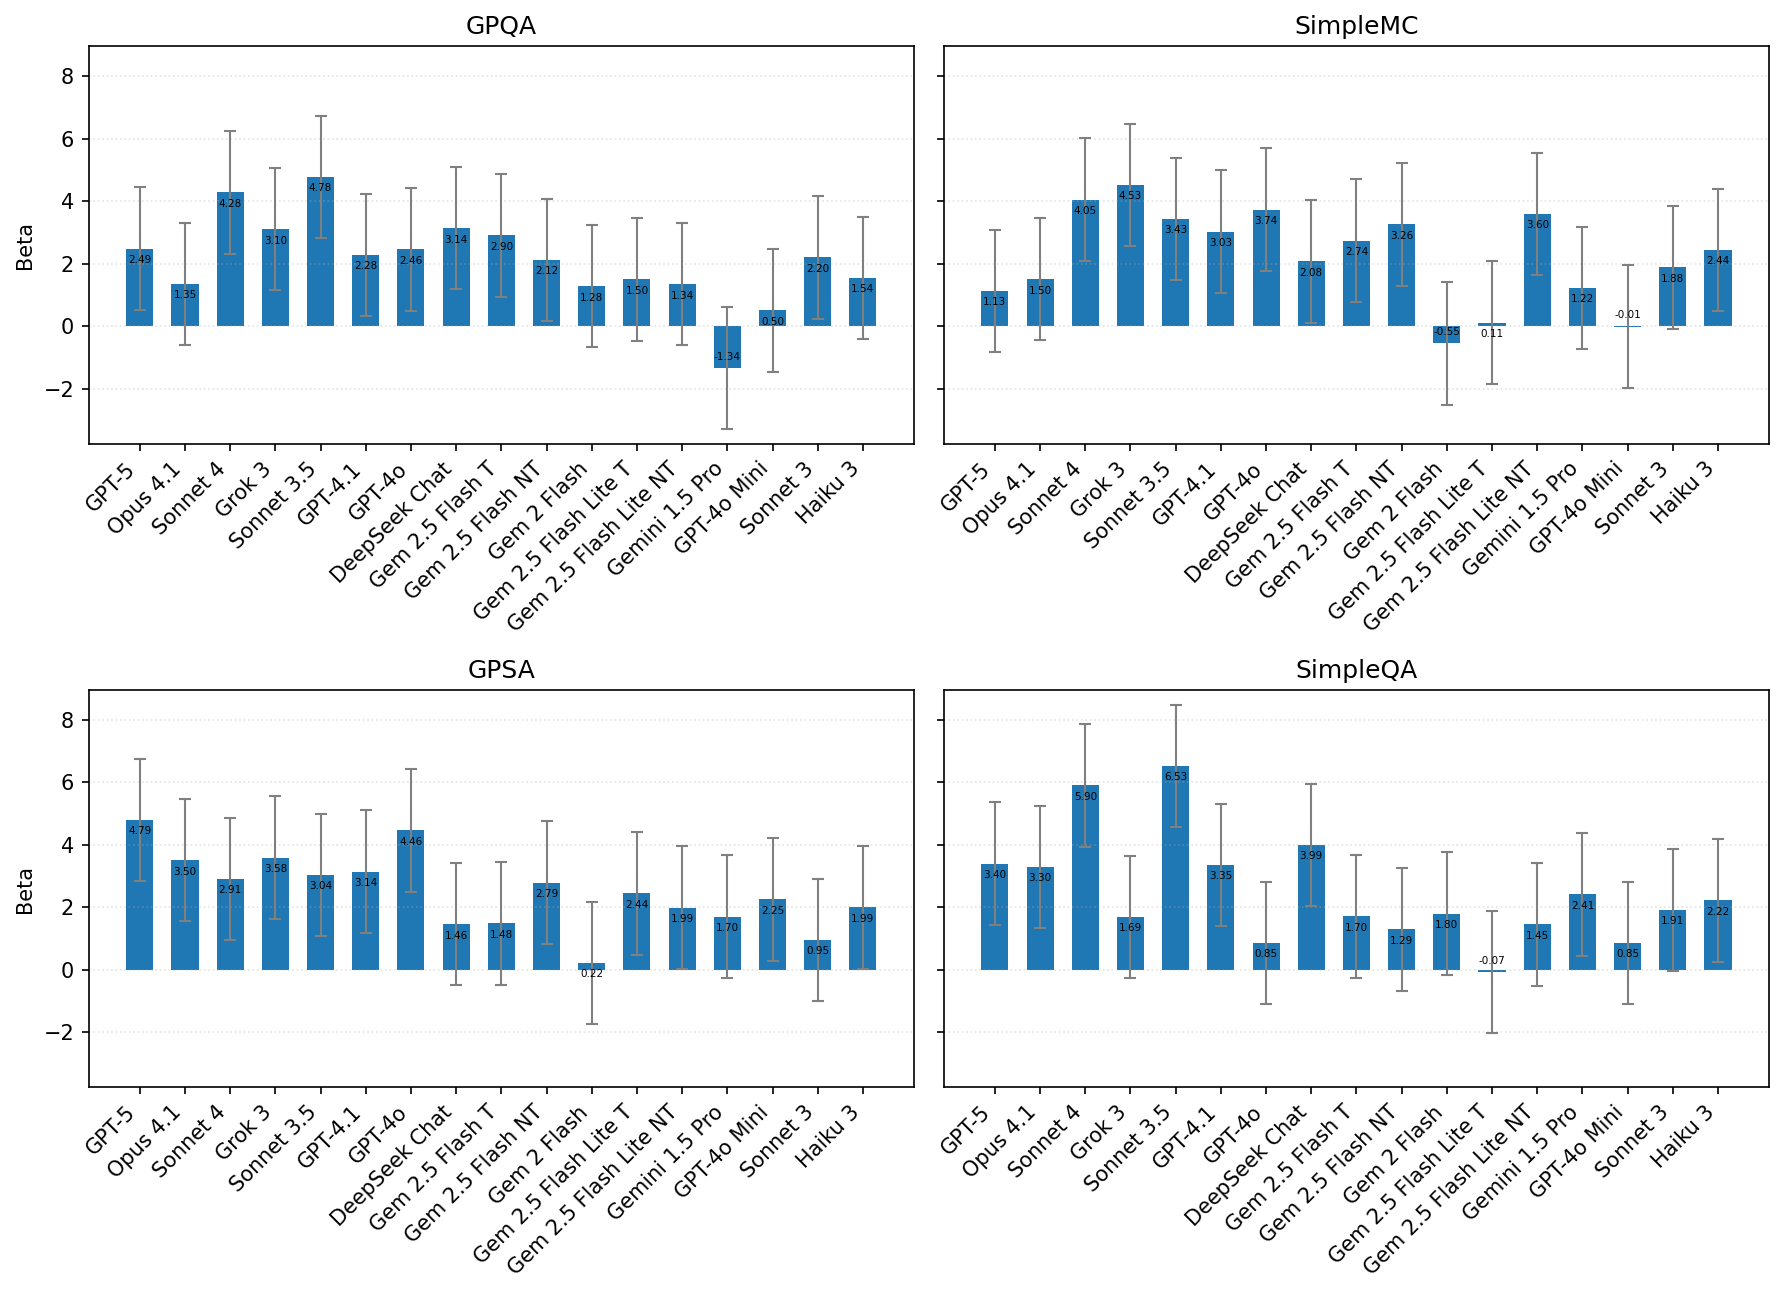 GPQA
Beta
8
6
4
2
0
−2
2.49
1.35
4.28
3.10
4.78
2.28
2.46
3.14
2.90
2.12
1.28
1.50
1.34
-1.34
0.50
2.20
1.54
GPT-5
Opus 4.1
Sonnet 4
Grok 3
Sonnet 3.5
GPT-4.1
GPT-4o
DeepSeek Chat
Gem 2.5 Flash T
Gem 2.5 Flash NT
Gem 2 Flash
Gem 2.5 Flash Lite T
Gem 2.5 Flash Lite NT
Gemini 1.5 Pro
GPT-4o Mini
Sonnet 3
Haiku 3
SimpleMC
1.13
1.50
4.05
4.53
3.43
3.03
3.74
2.08
2.74
3.26
-0.55
0.11
3.60
1.22
-0.01
1.88
2.44
GPT-5
Opus 4.1
Sonnet 4
Grok 3
Sonnet 3.5
GPT-4.1
GPT-4o
DeepSeek Chat
Gem 2.5 Flash T
Gem 2.5 Flash NT
Gem 2 Flash
Gem 2.5 Flash Lite T
Gem 2.5 Flash Lite NT
Gemini 1.5 Pro
GPT-4o Mini
Sonnet 3
Haiku 3
GPSA
Beta
8
6
4
2
0
−2
4.79
3.50
2.91
3.58
3.04
3.14
4.46
1.46
1.48
2.79
0.22
2.44
1.99
1.70
2.25
0.95
1.99
GPT-5
Opus 4.1
Sonnet 4
Grok 3
Sonnet 3.5
GPT-4.1
GPT-4o
DeepSeek Chat
Gem 2.5 Flash T
Gem 2.5 Flash NT
Gem 2 Flash
Gem 2.5 Flash Lite T
Gem 2.5 Flash Lite NT
Gemini 1.5 Pro
GPT-4o Mini
Sonnet 3
Haiku 3
SimpleQA
3.40
3.30
5.90
1.69
6.53
3.35
0.85
3.99
1.70
1.29
1.80
-0.07
1.45
2.41
0.85
1.91
2.22
GPT-5
Opus 4.1
Sonnet 4
Grok 3
Sonnet 3.5
GPT-4.1
GPT-4o
DeepSeek Chat
Gem 2.5 Flash T
Gem 2.5 Flash NT
Gem 2 Flash
Gem 2.5 Flash Lite T
Gem 2.5 Flash Lite NT
Gemini 1.5 Pro
GPT-4o Mini
Sonnet 3
Haiku 3